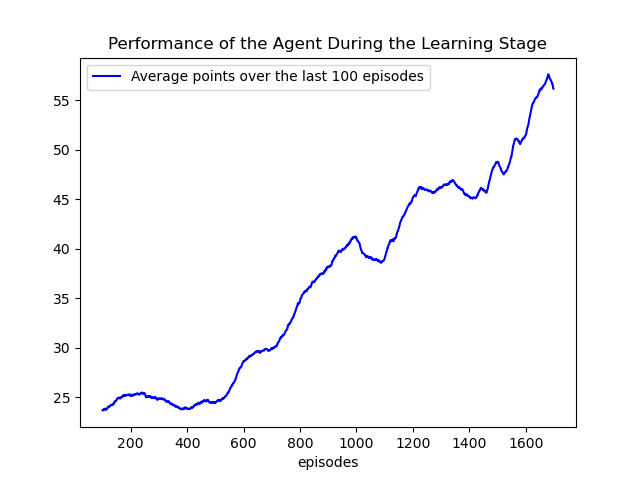 Performance of the Agent During the Learning Stage
Average points over the last 100 episodes
55
50
45
40
35
30
25
200 400 600 800 1000 1200 1400 1600
episodes